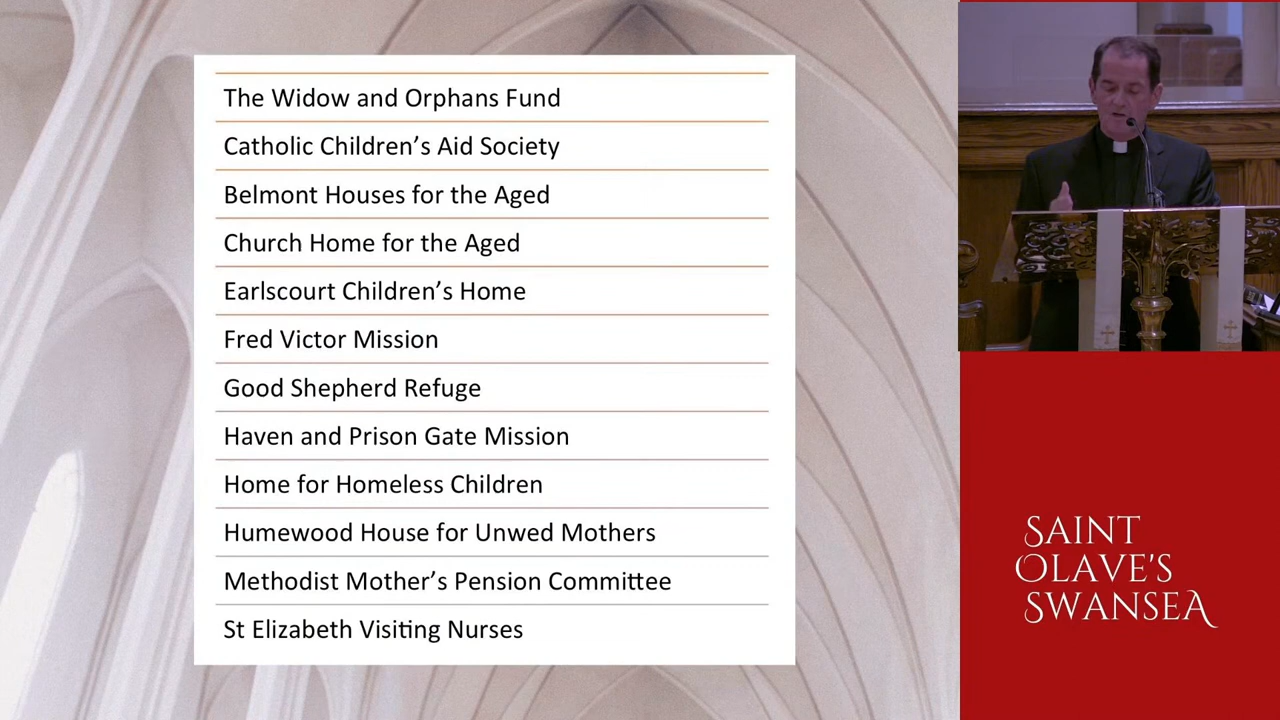 The Widow and Orphans Fund
Catholic Children’s Aid Society
Belmont Houses for the Aged
Church Home for the Aged
Earlscourt Children’s Home
Fred Victor Mission
Good Shepherd Refuge
Haven and Prison Gate Mission
Home for Homeless Children
Humewood House for Unwed Mothers
Methodist Mother’s Pension Committee
St Elizabeth Visiting Nurses
SAINT
OLAVE'S
SWANSEA